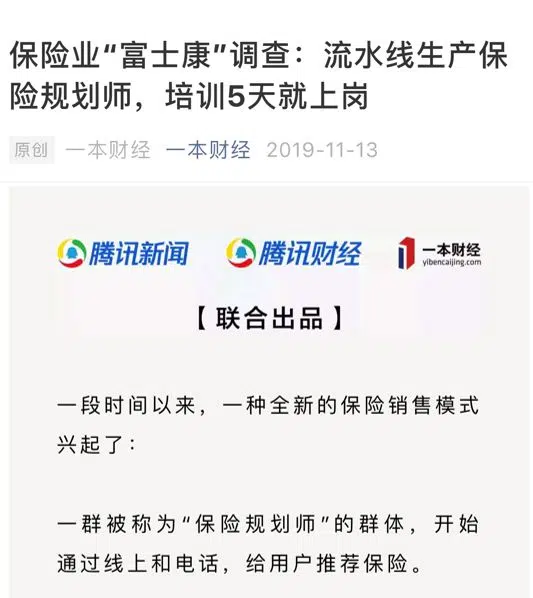 保险业“富士康”调查：流水线生产保
险规划师，培训5天就上岗
原创 一本财经 一本财经 2019-11-13
腾讯新闻 腾讯财经 一本财经
yibencaijing.com
【联合出品】
一段时间以来，一种全新的保险销售模式
兴起了：
一群被称为“保险规划师”的群体，开始
通过线上和电话，给用户推荐保险。